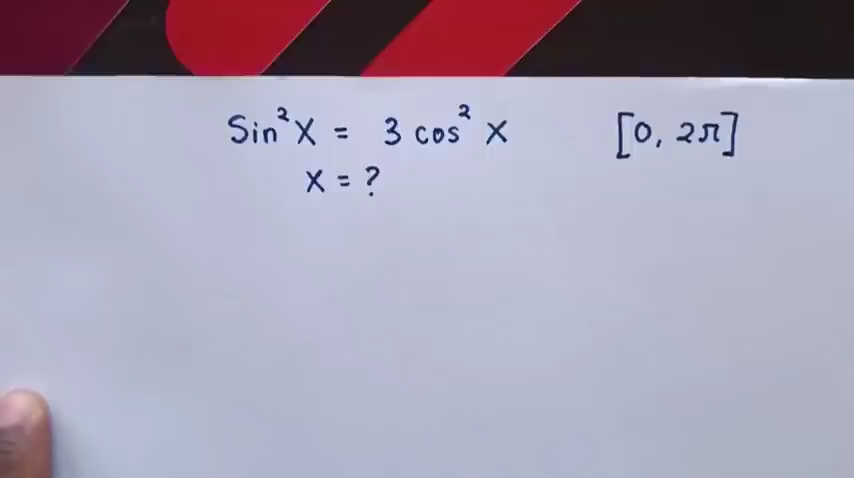 Sin²X = 3 cos² X [0, 2π]
X = ?